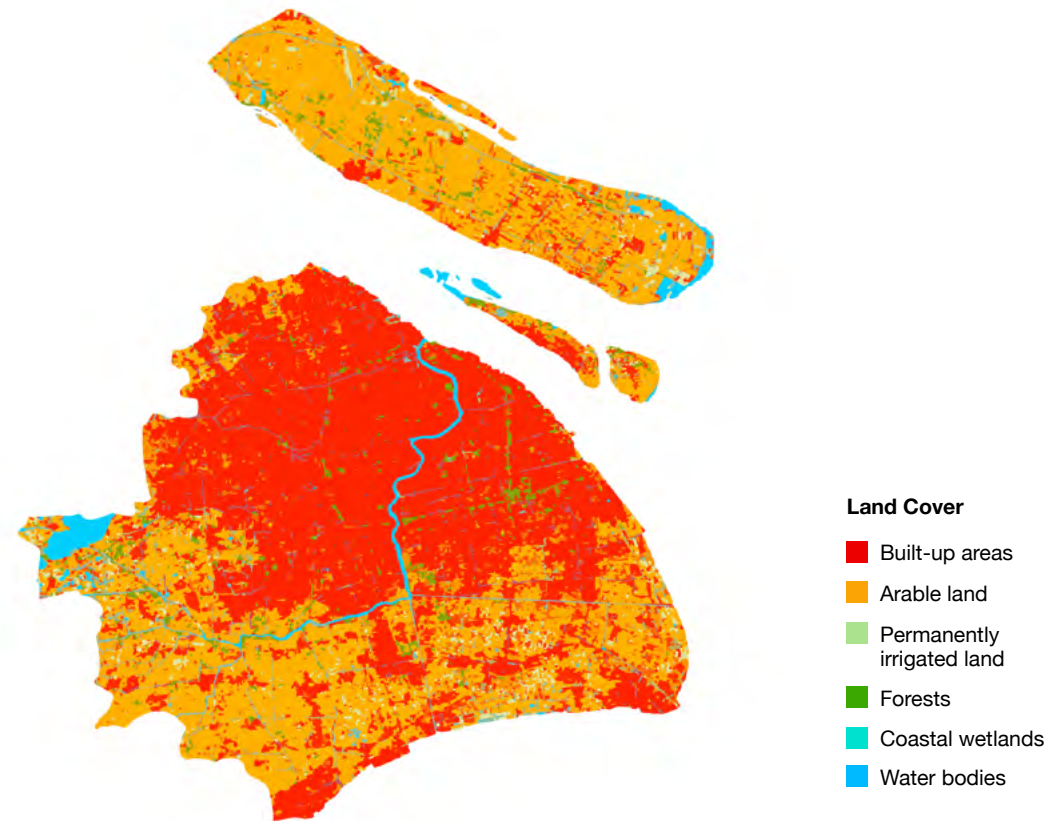 Land Cover
Built-up areas
Arable land
Permanently
irrigated land
Forests
Coastal wetlands
Water bodies